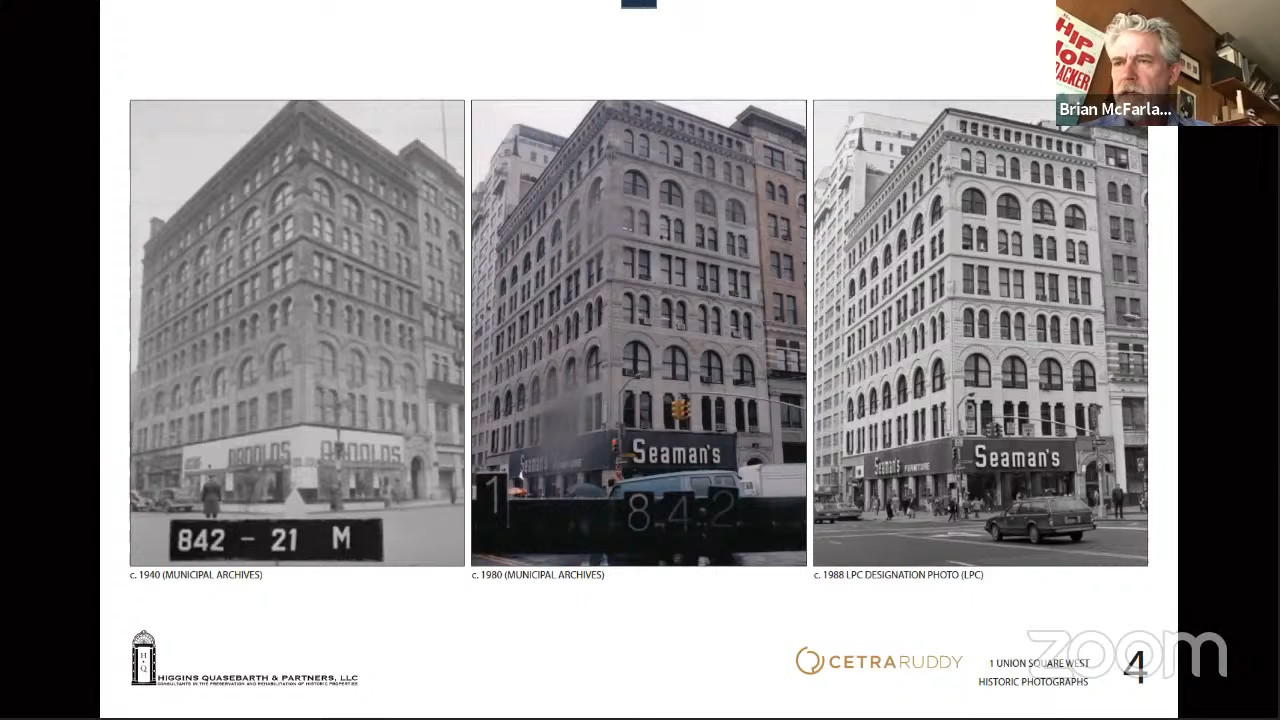 HIP
HOP
Brian McFarla...
ARNOLDS
ARNOLDS
842 - 21 M
Seaman's
Seaman's
1
842
Seaman's
FURNITURE
Seaman's
c. 1940 (MUNICIPAL ARCHIVES)
c. 1980 (MUNICIPAL ARCHIVES)
c. 1988 LPC DESIGNATION PHOTO (LPC)
H
Q
HIGGINS QUASEBARTH & PARTNERS, LLC
CONSULTANTS IN THE PRESERVATION AND REHABILITATION OF HISTORIC PROPERTIES
CETRARUDDY
1 UNION SQUARE WEST
HISTORIC PHOTOGRAPHS
4
zoom